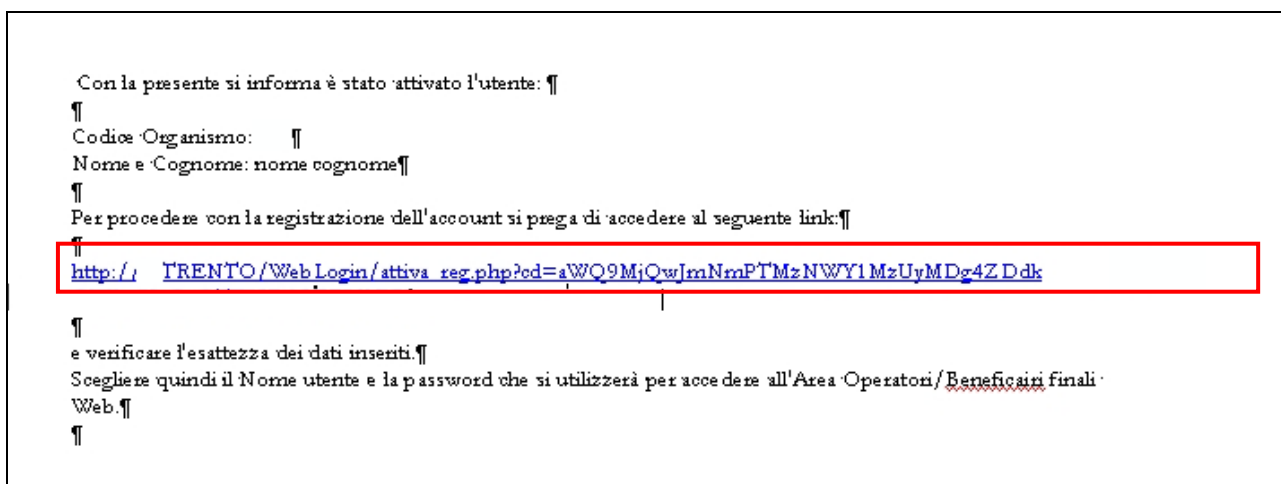 Con la presente si informa è stato attivato l'utente: ¶
¶
Codice Organismo: ¶
Nome e Cognome: nome cognome¶
¶
Per procedere con la registrazione dell'account si prega di accedere al seguente link:¶
¶
http:// TRENTO/WebLogin/attiva_reg.php?cd=aWQ9MjQwJmNmPTMzNWY1MzUyMDg4ZDdk
¶
e verificare l'esattezza dei dati inseriti.¶
Scegliere quindi il Nome utente e la password che si utilizzerà per accedere all'Area Operatori/Beneficairi finali
Web.¶
¶